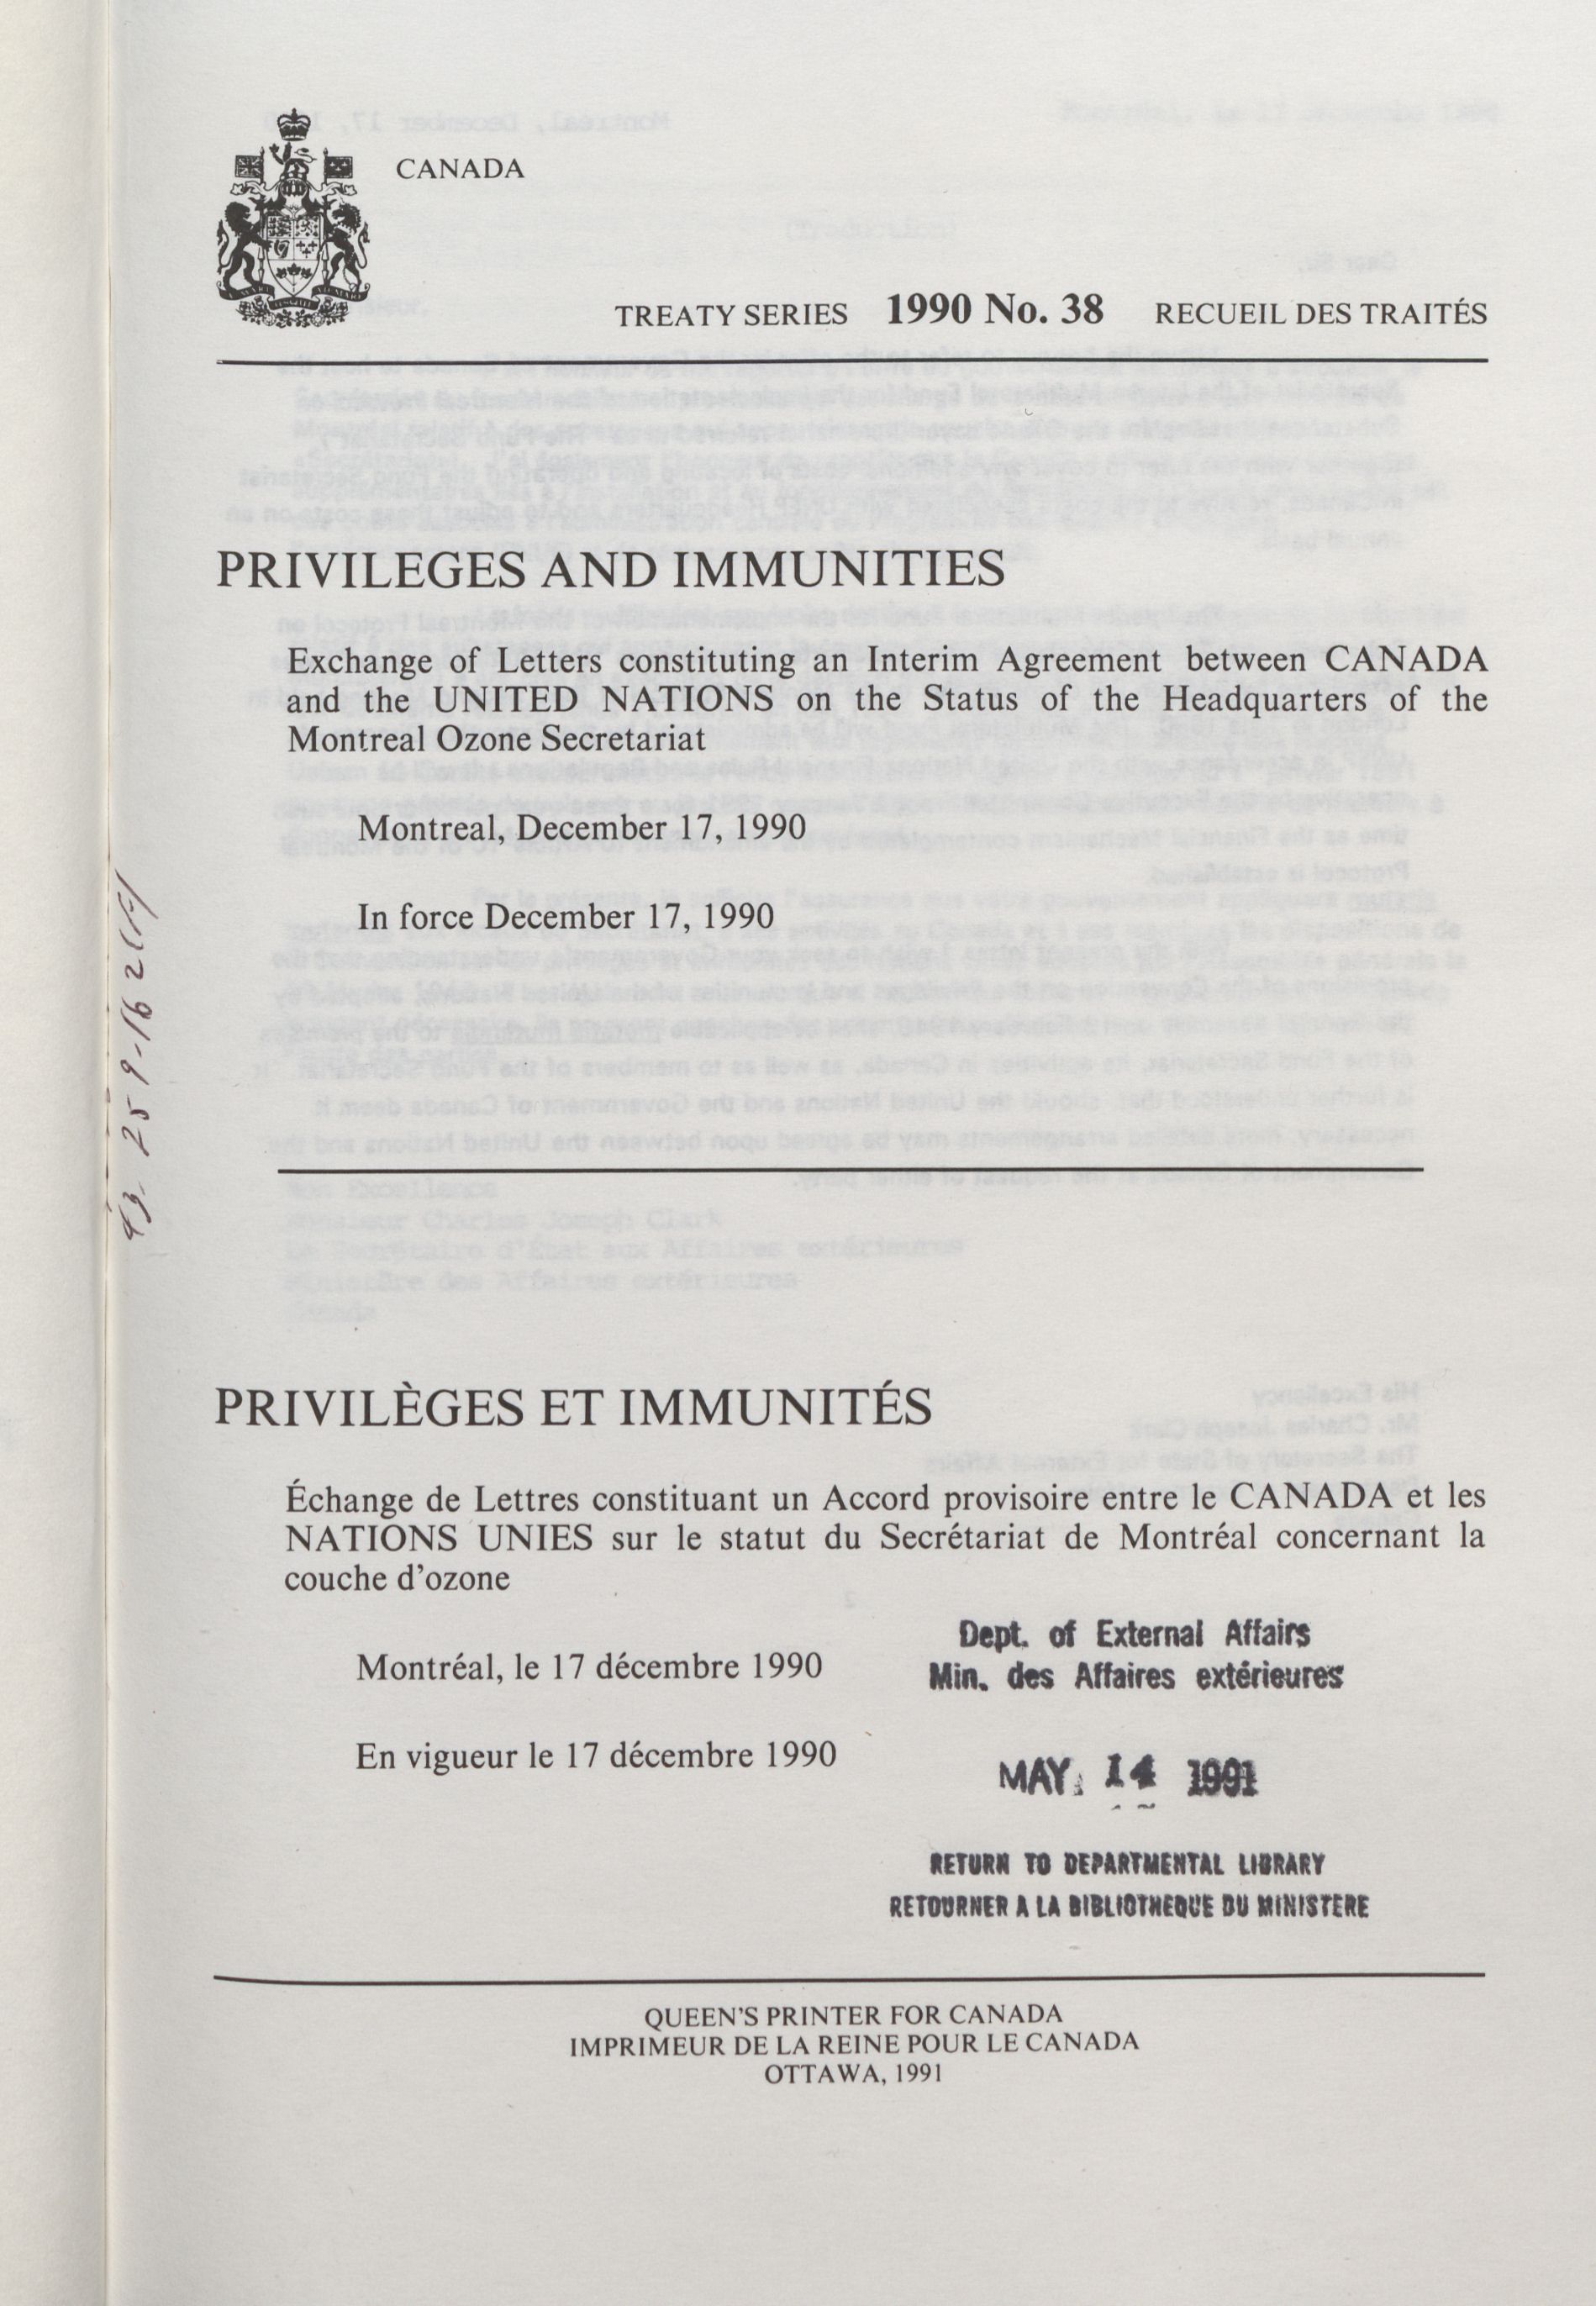 CANADA
TREATY SERIES 1990 No. 38 RECUEIL DES TRAITÉS
PRIVILEGES AND IMMUNITIES
Exchange of Letters constituting an Interim Agreement between CANADA
and the UNITED NATIONS on the Status of the Headquarters of the
Montreal Ozone Secretariat
Montreal, December 17, 1990
In force December 17, 1990
PRIVILÈGES ET IMMUNITÉS
Échange de Lettres constituant un Accord provisoire entre le CANADA et les
NATIONS UNIES sur le statut du Secrétariat de Montréal concernant la
couche d'ozone
Montréal, le 17 décembre 1990
En vigueur le 17 décembre 1990
Dept. of External Affairs
Min. des Affaires extérieures
MAY 14 1991
RETURN TO DEPARTMENTAL LIBRARY
RETOURNER A LA BIBLIOTHEQUE DU MINISTERE
QUEEN'S PRINTER FOR CANADA
IMPRIMEUR DE LA REINE POUR LE CANADA
OTTAWA, 1991